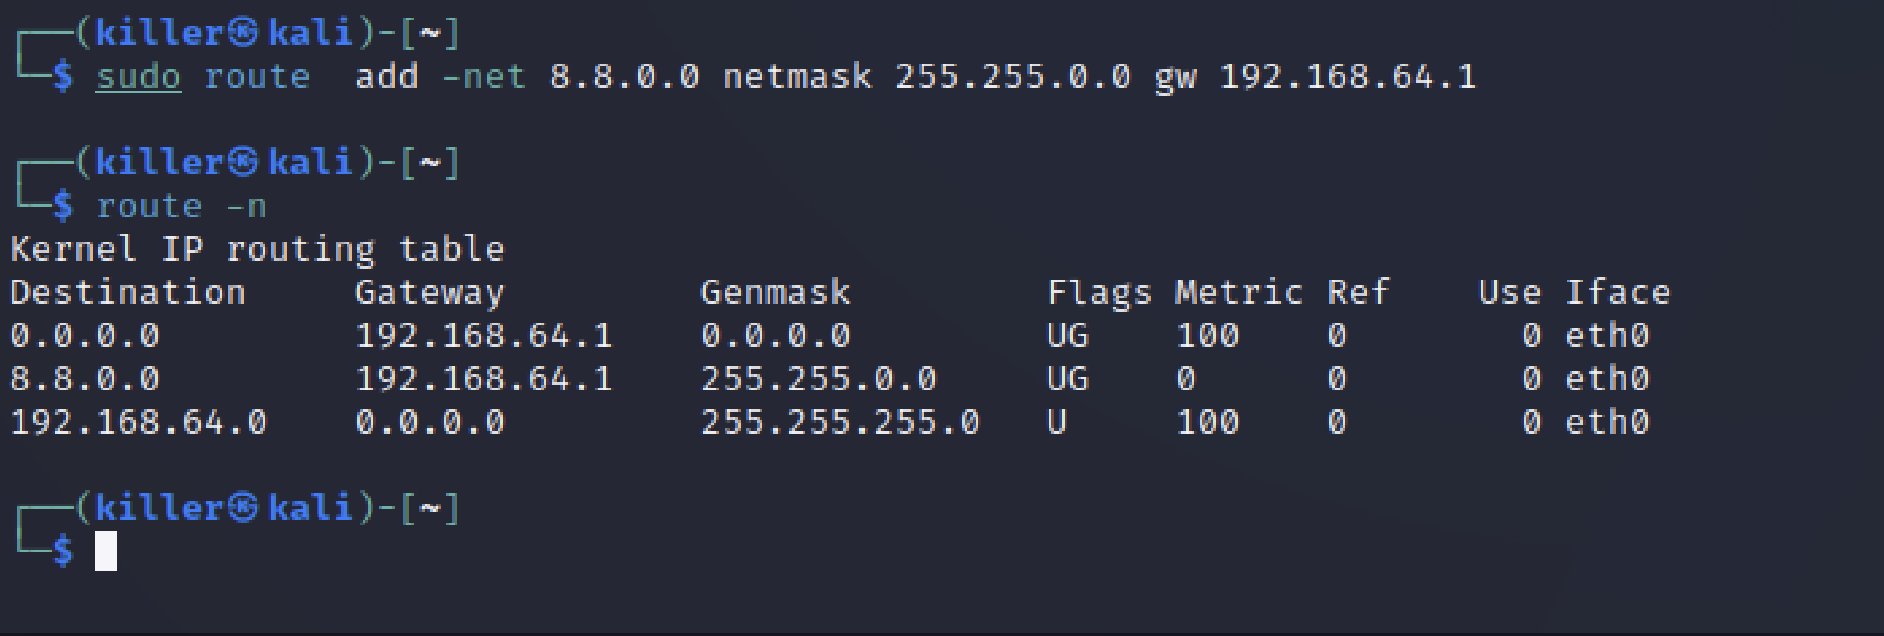 ┌──(killer㉿kali)-[~]
└─$ sudo route  add -net 8.8.0.0 netmask 255.255.0.0 gw 192.168.64.1
┌──(killer㉿kali)-[~]
└─$ route -n
Kernel IP routing table
Destination     Gateway         Genmask         Flags Metric Ref    Use Iface
0.0.0.0         192.168.64.1    0.0.0.0         UG    100    0        0 eth0
8.8.0.0         192.168.64.1    255.255.0.0     UG    0      0        0 eth0
192.168.64.0    0.0.0.0         255.255.255.0   U     100    0        0 eth0
┌──(killer㉿kali)-[~]
└─$